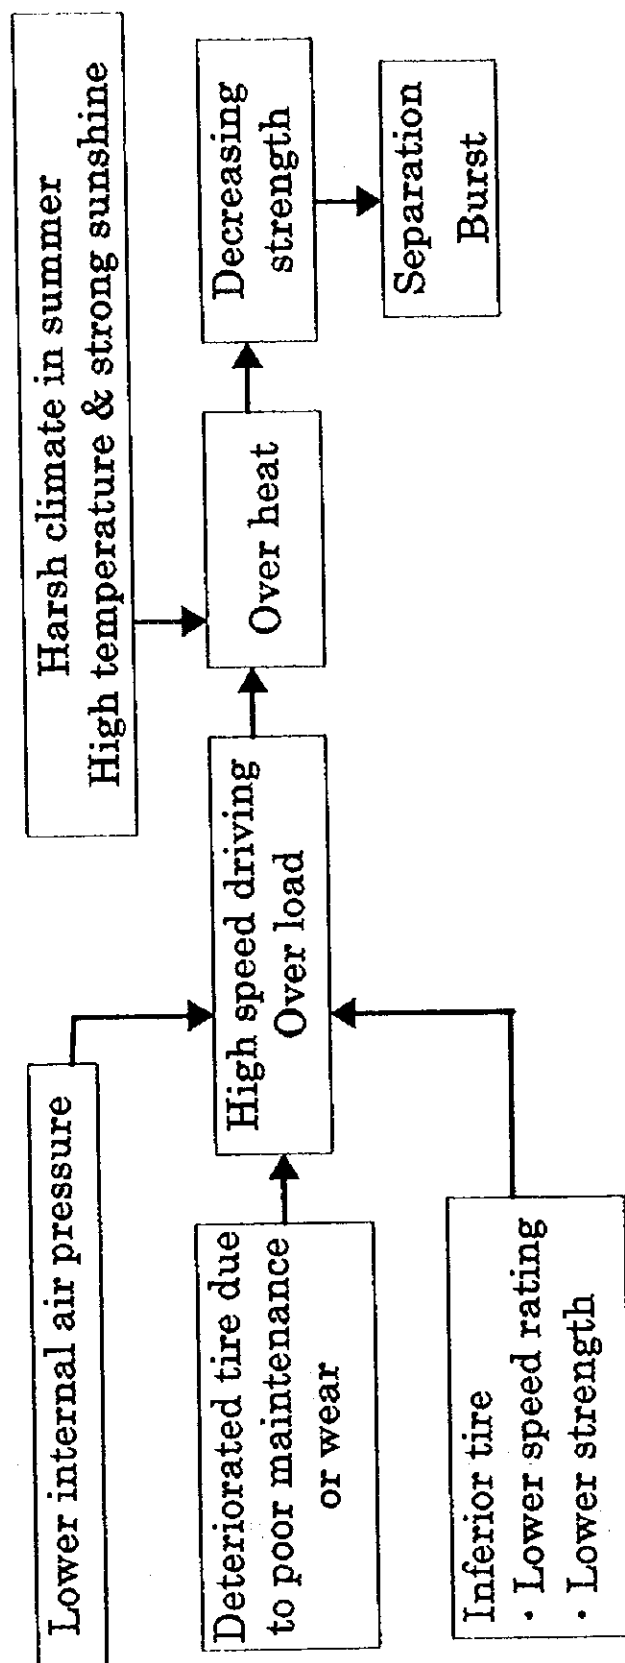 Lower internal air pressure
Deteriorated tire due
to poor maintenance
or wear
Inferior tire
· Lower speed rating
· Lower strength
High speed driving
Over load
Harsh climate in summer
High temperature & strong sunshine
Over heat
Decreasing
strength
Separation
Burst